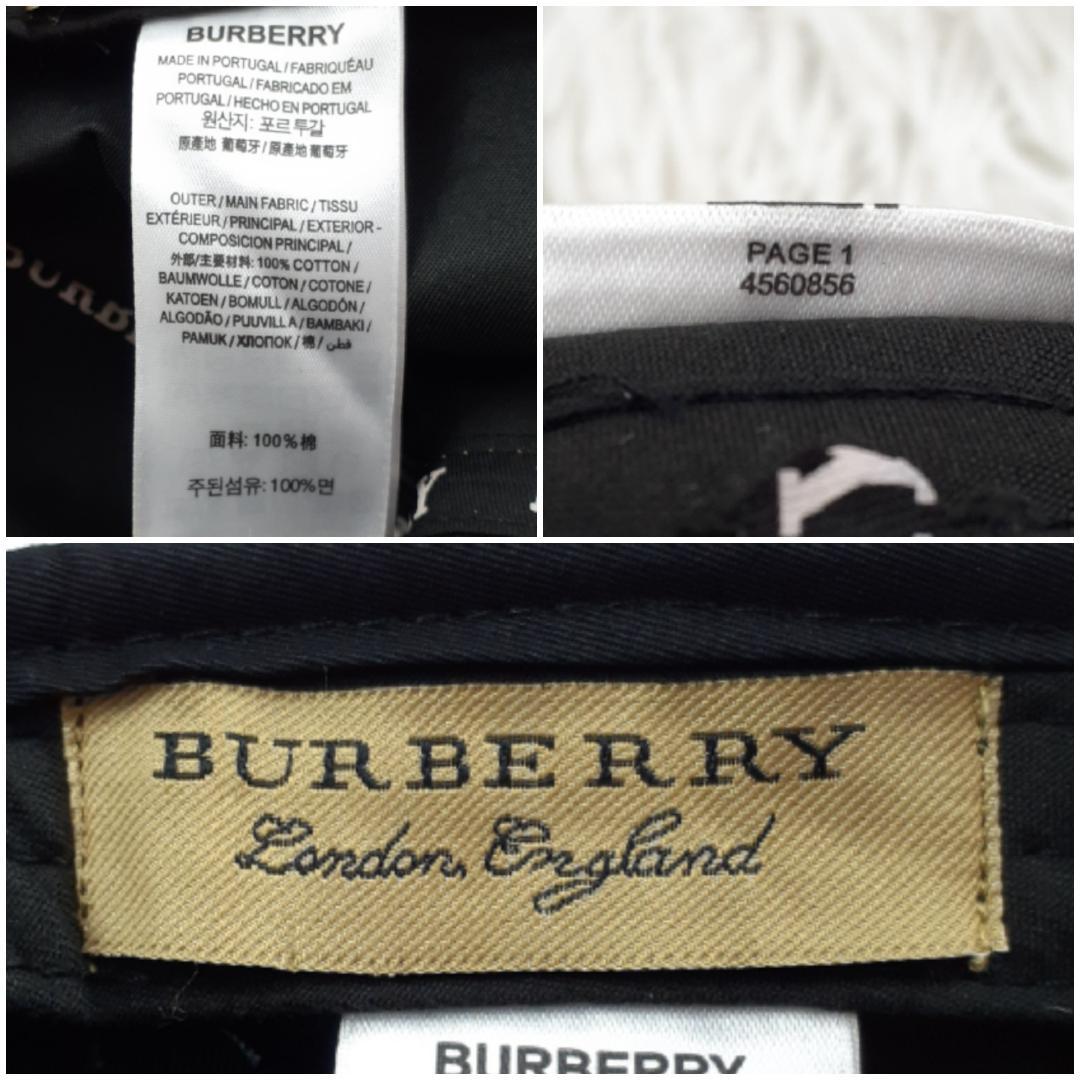 BURBERRY
MADE IN PORTUGAL / FABRIQUÉAU
PORTUGAL / FABRICADO EM
PORTUGAL / HECHO EN PORTUGAL
원산지: 포르투갈
原產地 葡萄牙 / 原產地 葡萄牙
OUTER / MAIN FABRIC / TISSU
EXTÉRIEUR / PRINCIPAL / EXTERIOR -
COMPOSICION PRINCIPAL /
外部/主要材料: 100% COTTON /
BAUMWOLLE / COTON / COTONE /
KATOEN / BOMULL / ALGODÓN /
ALGODÃO / PUUVILLA / BAMBAKI /
PAMUK / ХЛОПОК / 棉 / قطن
面料: 100% 棉
주된섬유: 100% 면
PAGE 1
4560856
BURBERRY
London, England
BURBERRY